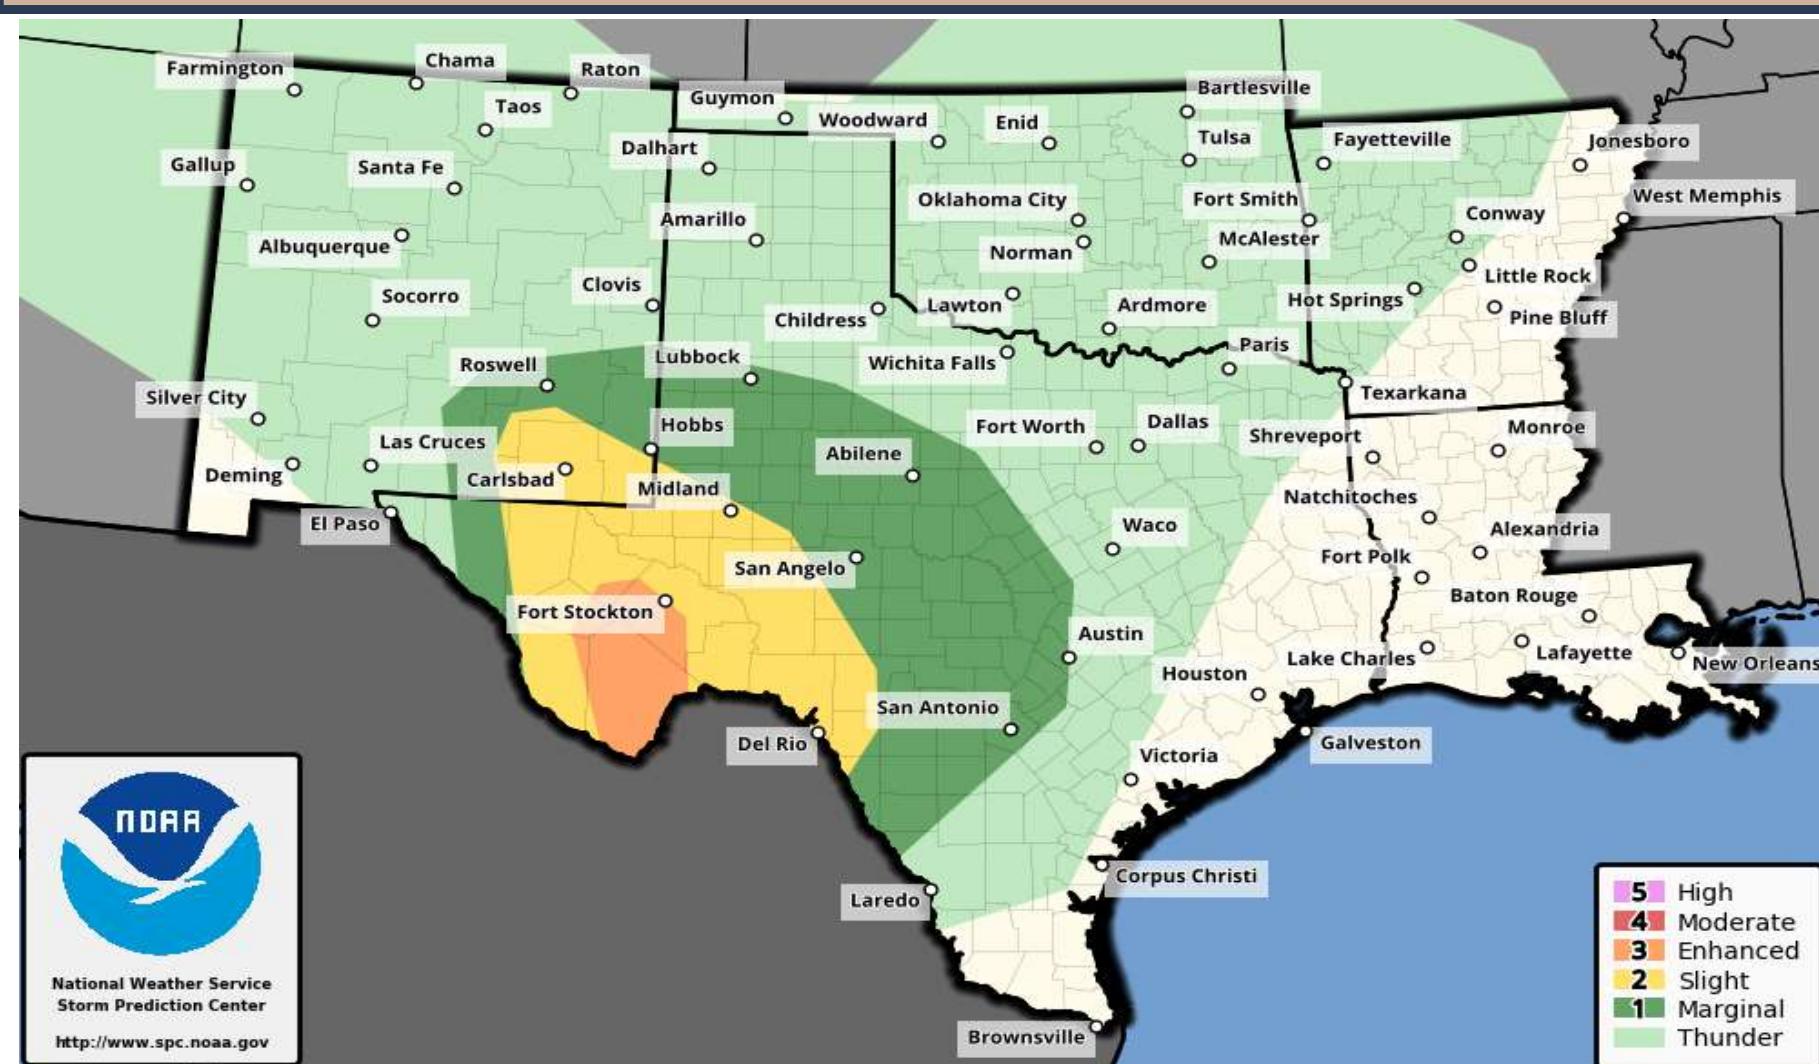 Farmington
Chama
Raton
Taos
Guymon
Woodward
Enid
Bartlesville
Tulsa
Fayetteville
Jonesboro
Gallup
Santa Fe
Dalhart
Oklahoma City
Fort Smith
Conway
West Memphis
Albuquerque
Amarillo
Norman
McAlester
Little Rock
Socorro
Clovis
Childress
Lawton
Ardmore
Hot Springs
Pine Bluff
Roswell
Lubbock
Wichita Falls
Paris
Texarkana
Silver City
Las Cruces
Hobbs
Abilene
Fort Worth
Dallas
Shreveport
Monroe
Deming
Carlsbad
Midland
Natchitoches
El Paso
San Angelo
Waco
Alexandria
Fort Polk
Fort Stockton
Austin
Baton Rouge
Houston
Lake Charles
Lafayette
New Orleans
San Antonio
Del Rio
Victoria
Galveston
Laredo
Corpus Christi
Brownsville
NOAA
National Weather Service
Storm Prediction Center
http://www.spc.noaa.gov
5 High
4 Moderate
3 Enhanced
2 Slight
1 Marginal
Thunder